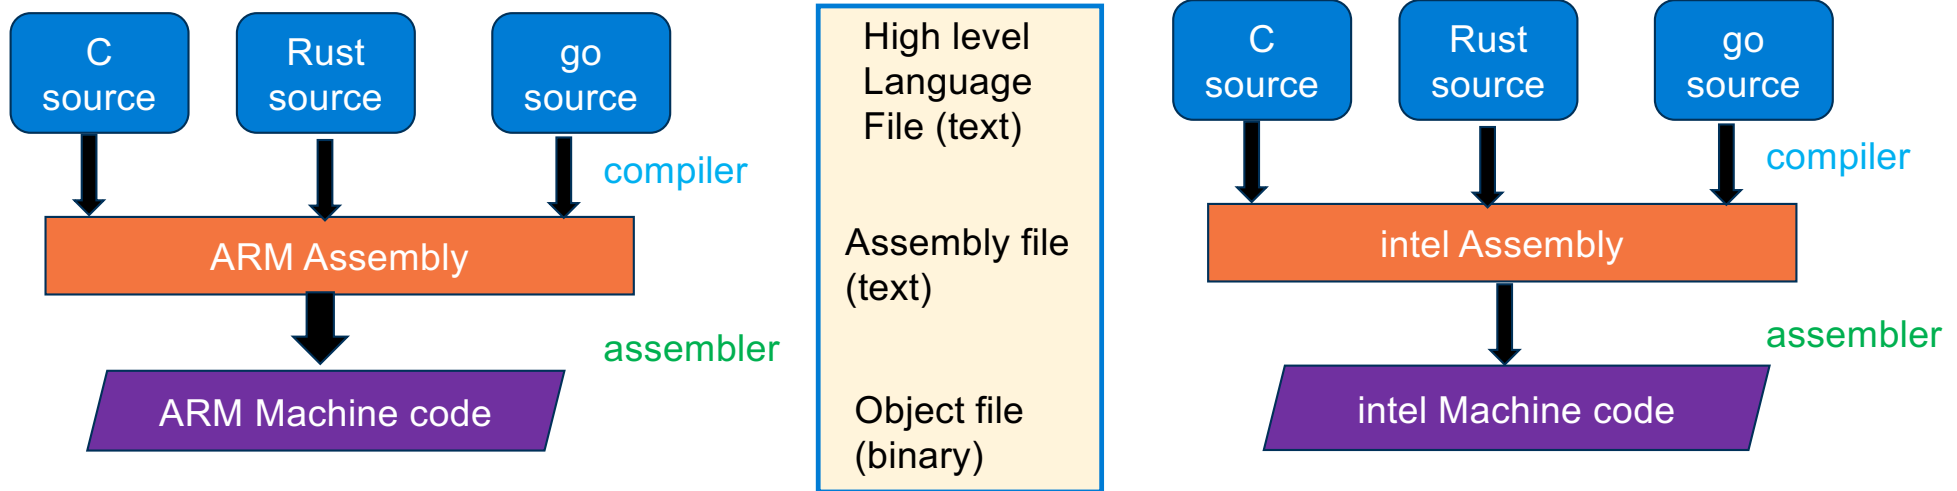 C
source
Rust
source
go
source
compiler
ARM Assembly
assembler
ARM Machine code
High level
Language
File (text)
Assembly file
(text)
Object file
(binary)
C
source
Rust
source
go
source
compiler
intel Assembly
assembler
intel Machine code